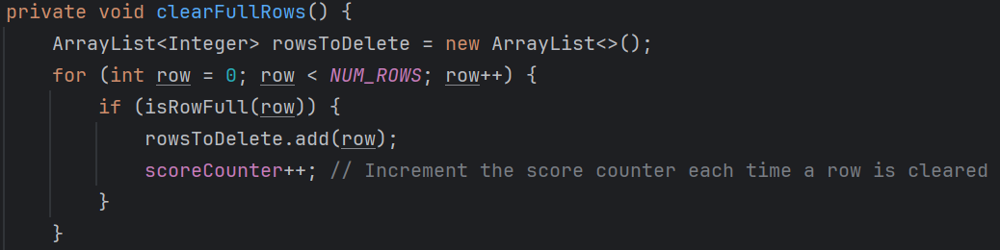 private void clearFullRows() {
    ArrayList<Integer> rowsToDelete = new ArrayList<>();
    for (int row = 0; row < NUM_ROWS; row++) {
        if (isRowFull(row)) {
            rowsToDelete.add(row);
            scoreCounter++; // Increment the score counter each time a row is cleared
        }
    }